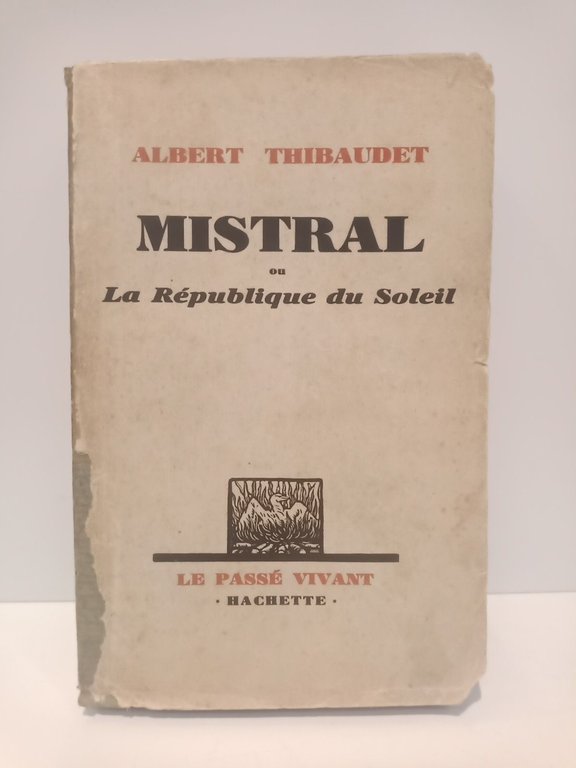 ALBERT THIBAUDET
MISTRAL
ou
La République du Soleil
LE PASSÉ VIVANT
· HACHETTE ·